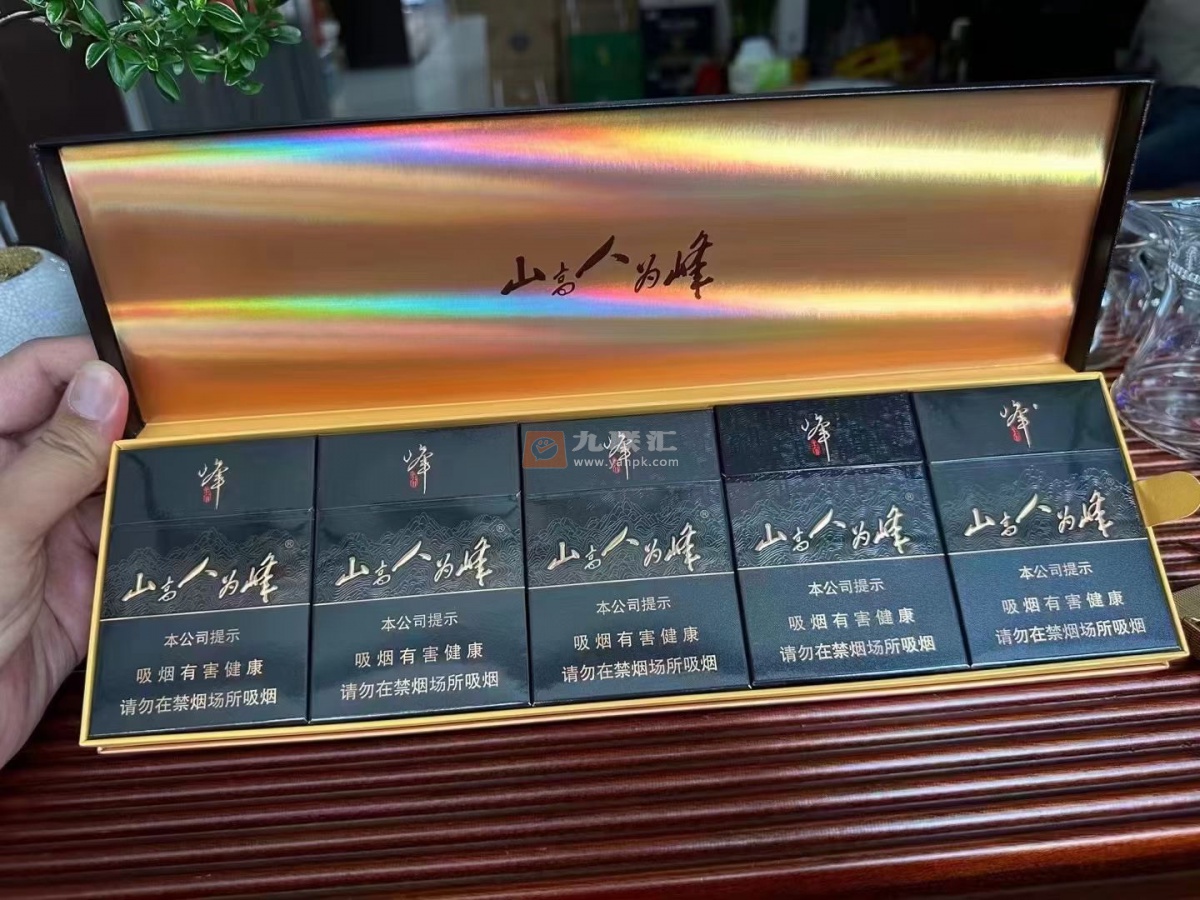 山高人为峰
九联汇
www.yanpk.com
峰
山高人为峰®
本公司提示
吸烟有害健康
请勿在禁烟场所吸烟
峰
山高人为峰®
本公司提示
吸烟有害健康
请勿在禁烟场所吸烟
峰
山高人为峰®
本公司提示
吸烟有害健康
请勿在禁烟场所吸烟
峰
山高人为峰®
本公司提示
吸烟有害健康
请勿在禁烟场所吸烟
峰
山高人为峰
本公司提示
吸烟有害健康
请勿在禁烟场所吸烟